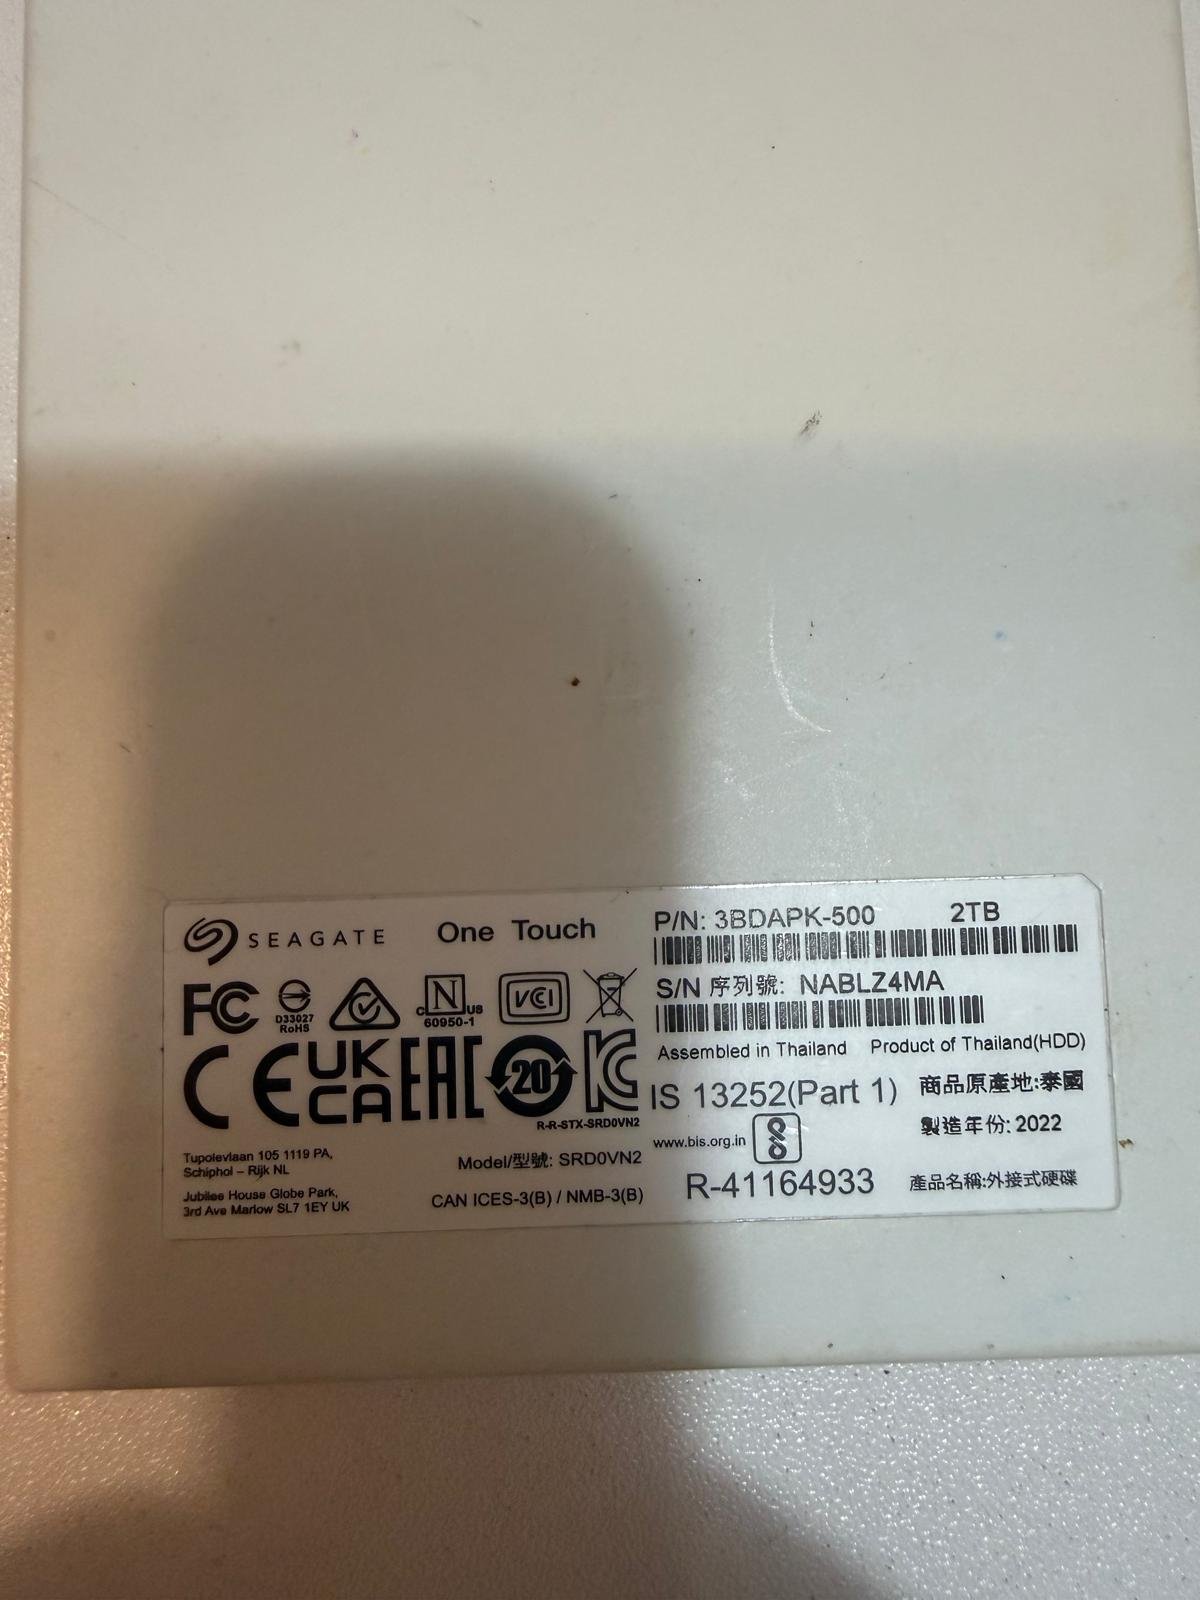 SEAGATE One Touch
P/N: 3BDAPK-500 2TB
S/N 序列號: NABLZ4MA
Assembled in Thailand Product of Thailand(HDD)
FC
D33027
RoHS
c N US
60950-1
VCI
CE UK CA EAC 20 KC
R-R-STX-SRD0VN2
IS 13252(Part 1)
www.bis.org.in
R-41164933
商品原產地:泰國
製造年份: 2022
產品名稱:外接式硬碟
Tupolevlaan 105 1119 PA,
Schiphol – Rijk NL
Jubilee House Globe Park,
3rd Ave Marlow SL7 1EY UK
Model/型號: SRD0VN2
CAN ICES-3(B) / NMB-3(B)